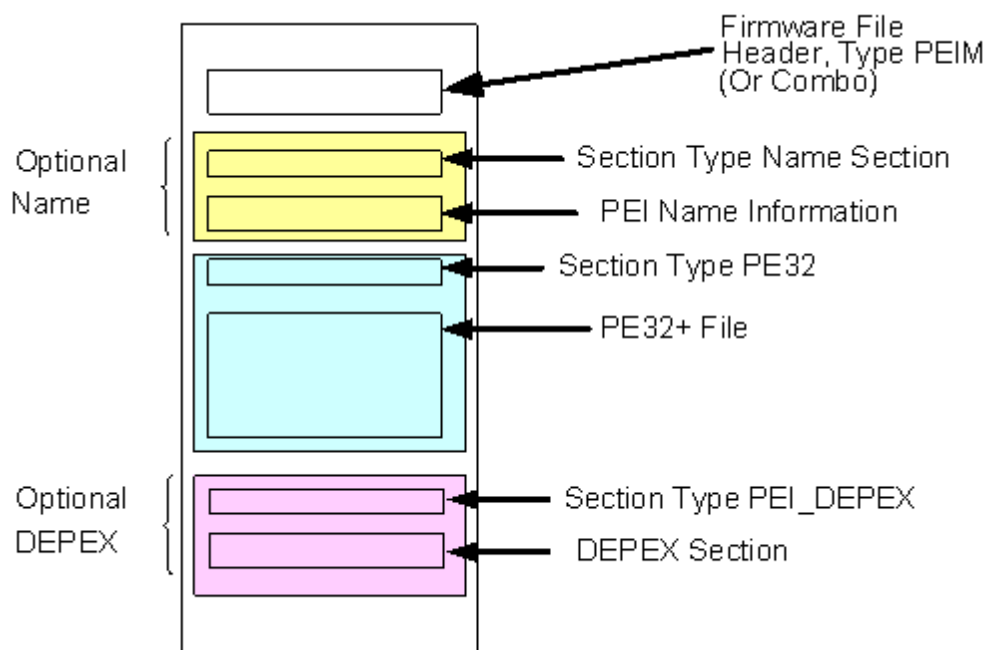 Firmware File
Header, Type PEIM
(Or Combo)
Optional
Name
Section Type Name Section
PEI Name Information
Section Type PE32
PE32+ File
Optional
DEPEX
Section Type PEI_DEPEX
DEPEX Section